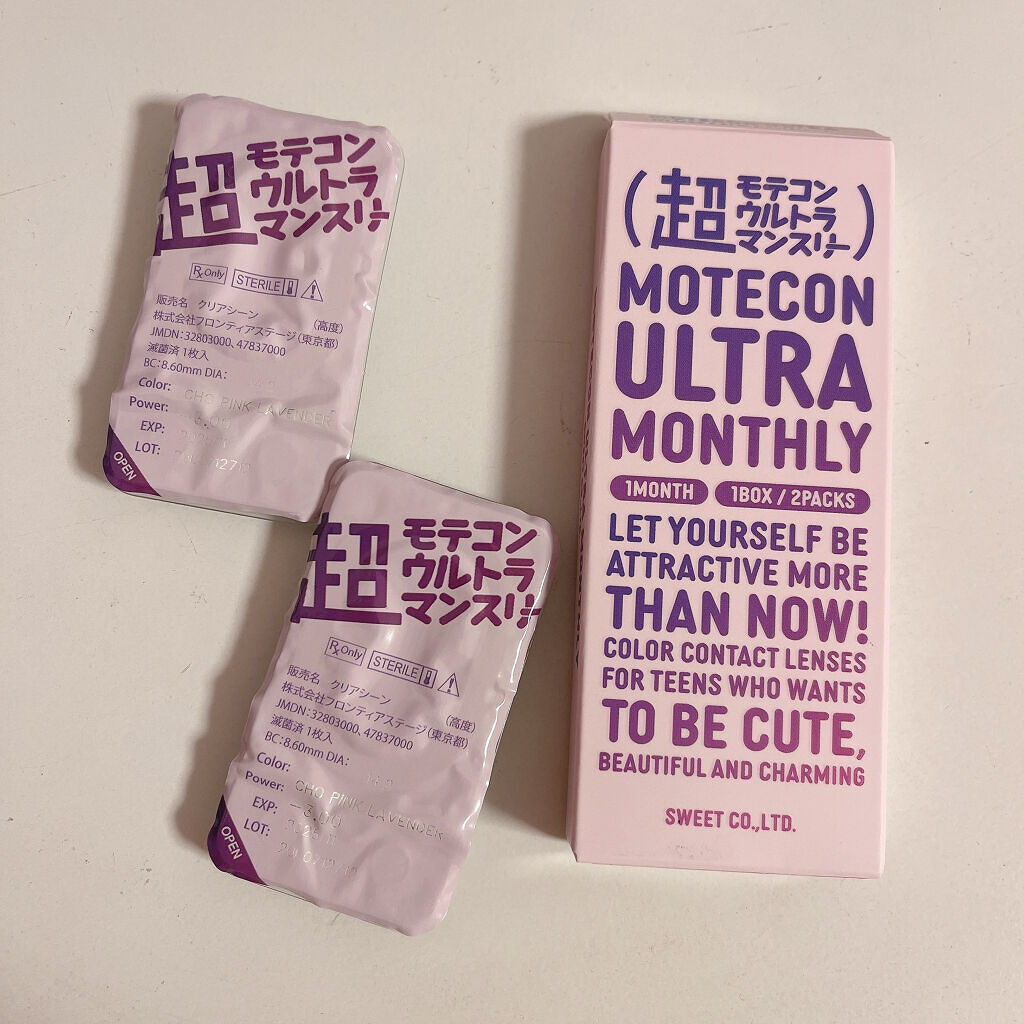 超 モテコン
ウルトラ
マンスリー
Rx Only STERILE
販売名 クリアシーン
(高度)
株式会社フロンティアステージ(東京都)
JMDN:32803000、47837000
滅菌済 1枚入
BC:8.60mm DIA:
Color: CHO PINK LAVENDER
Power:
EXP:
LOT:
OPEN
超 モテコン
ウルトラ
マンスリー
Rx Only STERILE
販売名 クリアシーン
(高度)
株式会社フロンティアステージ(東京都)
JMDN:32803000、47837000
滅菌済 1枚入
BC:8.60mm DIA:
Color: CHO PINK LAVENDER
Power: -3.00
EXP:
LOT:
OPEN
(超 モテコン
ウルトラ
マンスリー)
MOTECON
ULTRA
MONTHLY
1MONTH 1BOX / 2PACKS
LET YOURSELF BE
ATTRACTIVE MORE
THAN NOW!
COLOR CONTACT LENSES
FOR TEENS WHO WANTS
TO BE CUTE,
BEAUTIFUL AND CHARMING
SWEET CO.,LTD.